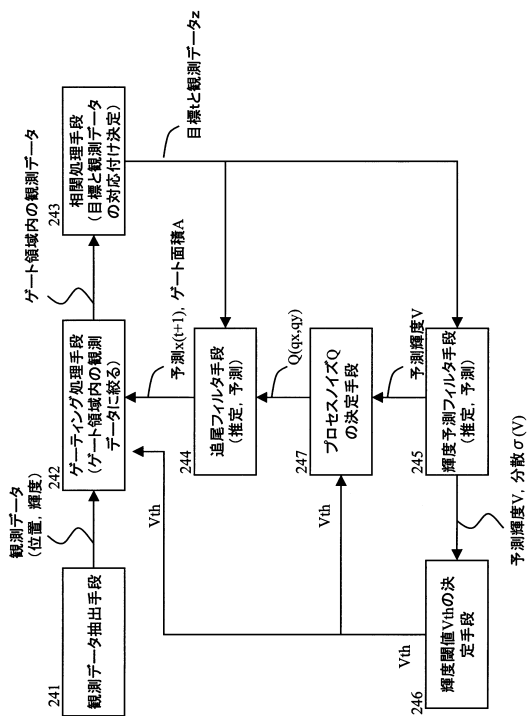 241
観測データ抽出手段
観測データ
(位置, 輝度)
242
ゲーティング処理手段
(ゲート領域内の観測
データに絞る)
ゲート領域内の観測データ
243
相関処理手段
(目標と観測データ
の対応付け決定)
目標tと観測データz
予測x(t+1), ゲート面積A
244
追尾フィルタ手段
(推定, 予測)
Q(qx,qy)
247
プロセスノイズQ
の決定手段
予測輝度V
245
輝度予測フィルタ手段
(推定, 予測)
予測輝度V, 分散σ(V)
246
輝度閾値Vthの決
定手段
Vth
Vth
Vth